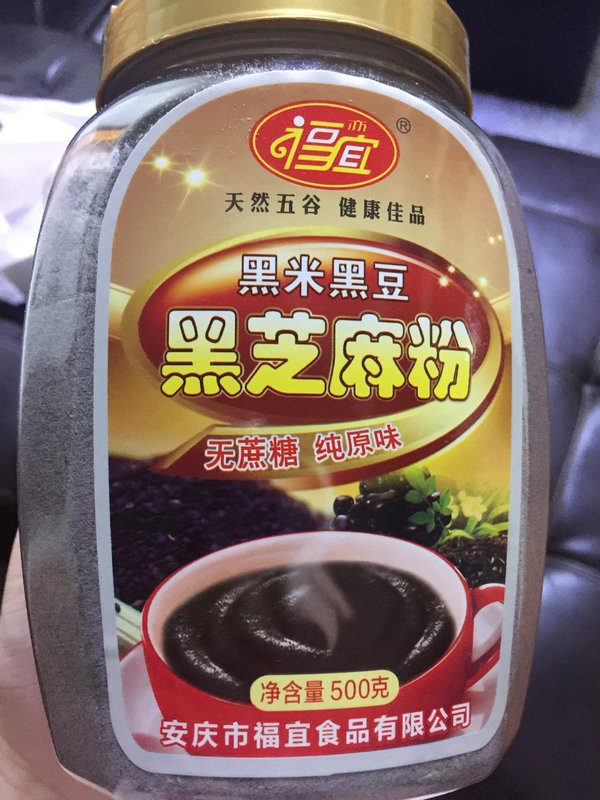 福宜®
天然五谷 健康佳品
黑米黑豆
黑芝麻粉
无蔗糖 纯原味
净含量 500克
安庆市福宜食品有限公司